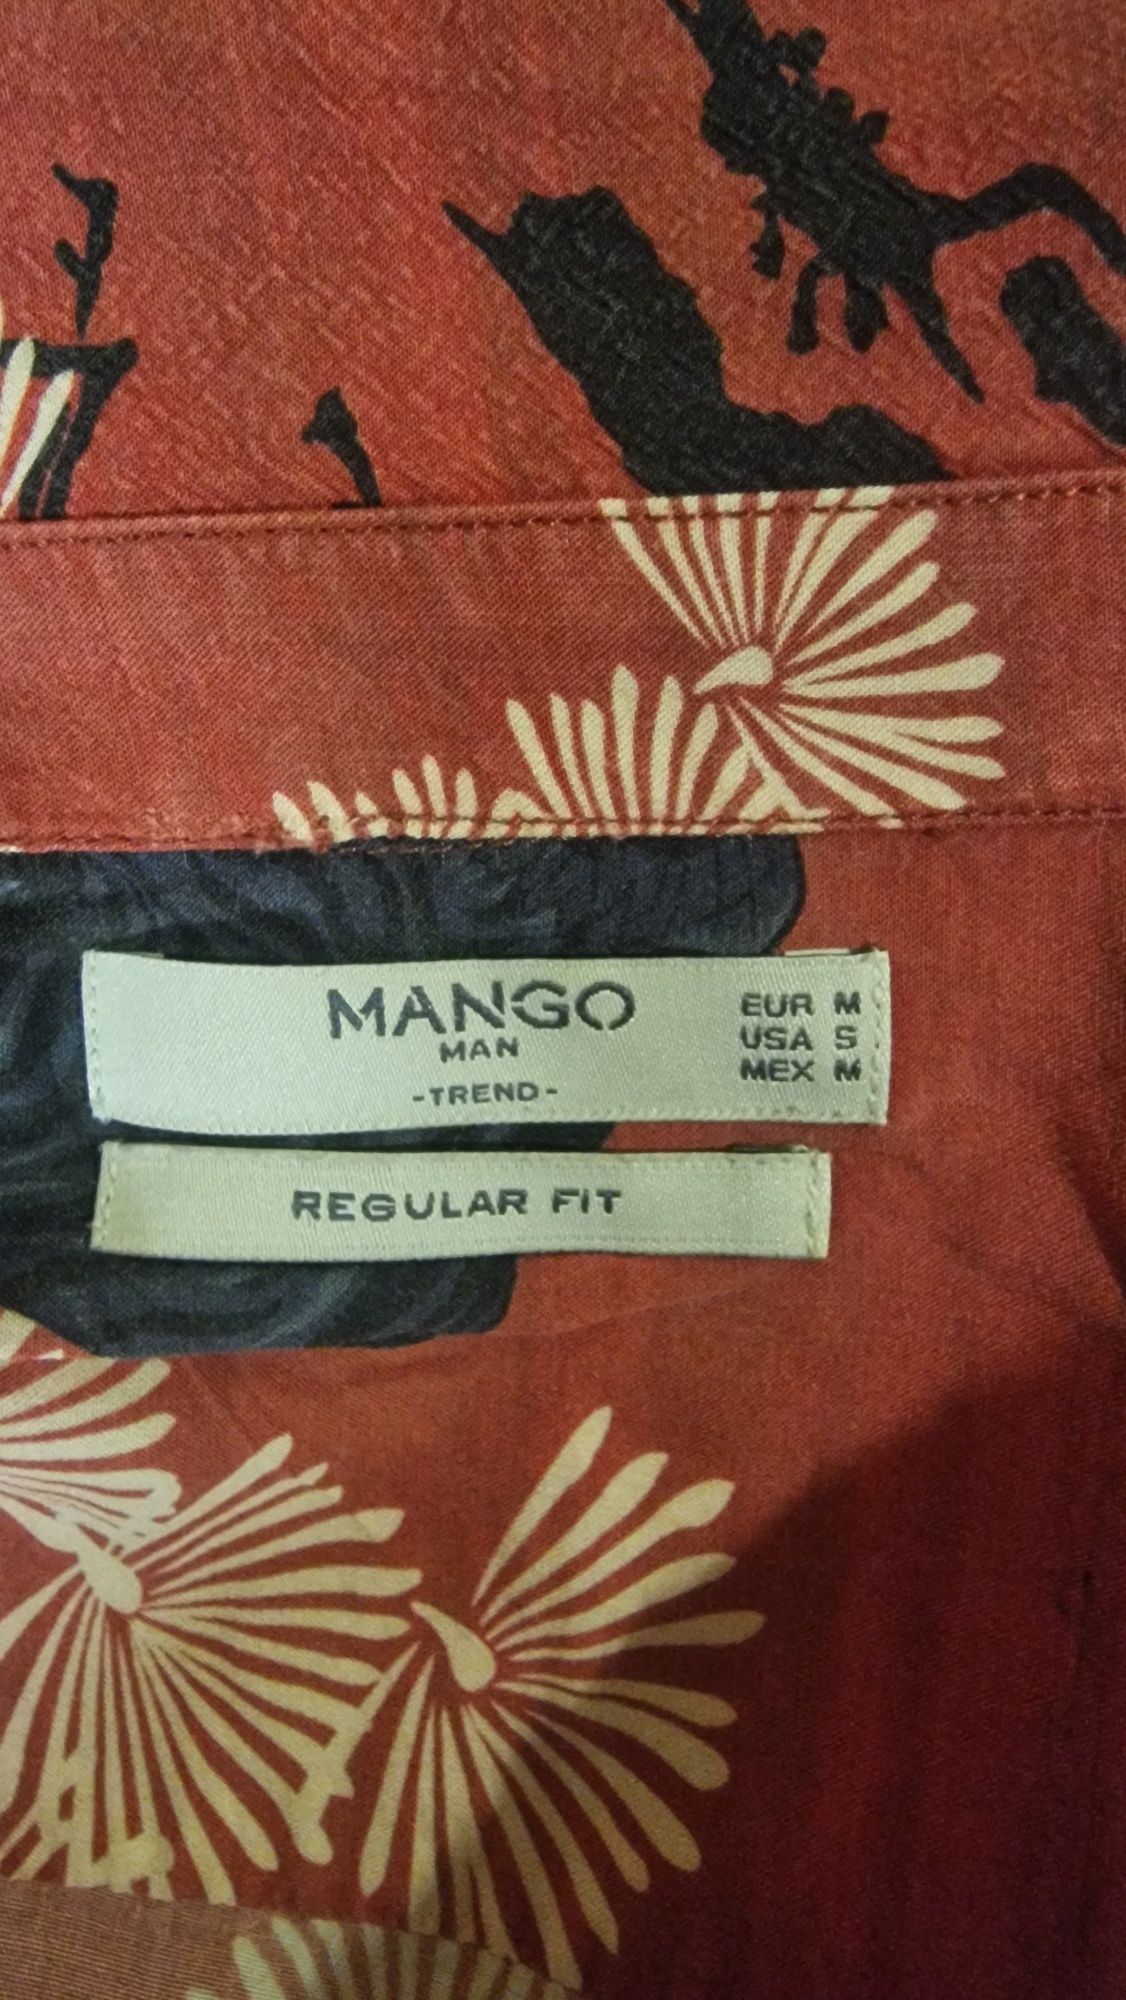 MANGO
MAN
-TREND-
EUR M
USA S
MEX M
REGULAR FIT